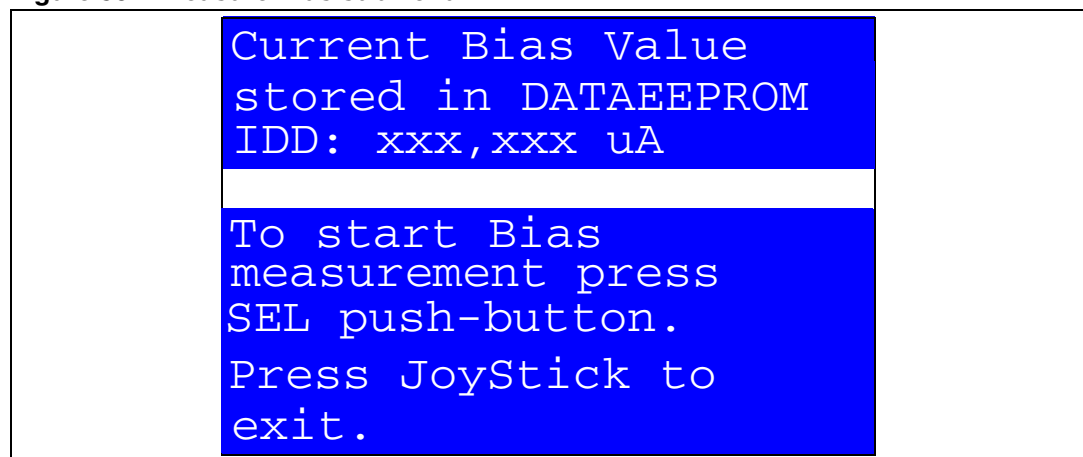 Current Bias Value
stored in DATAEEPROM
IDD: xxx,xxx uA
To start Bias
measurement press
SEL push-button.
Press JoyStick to
exit.